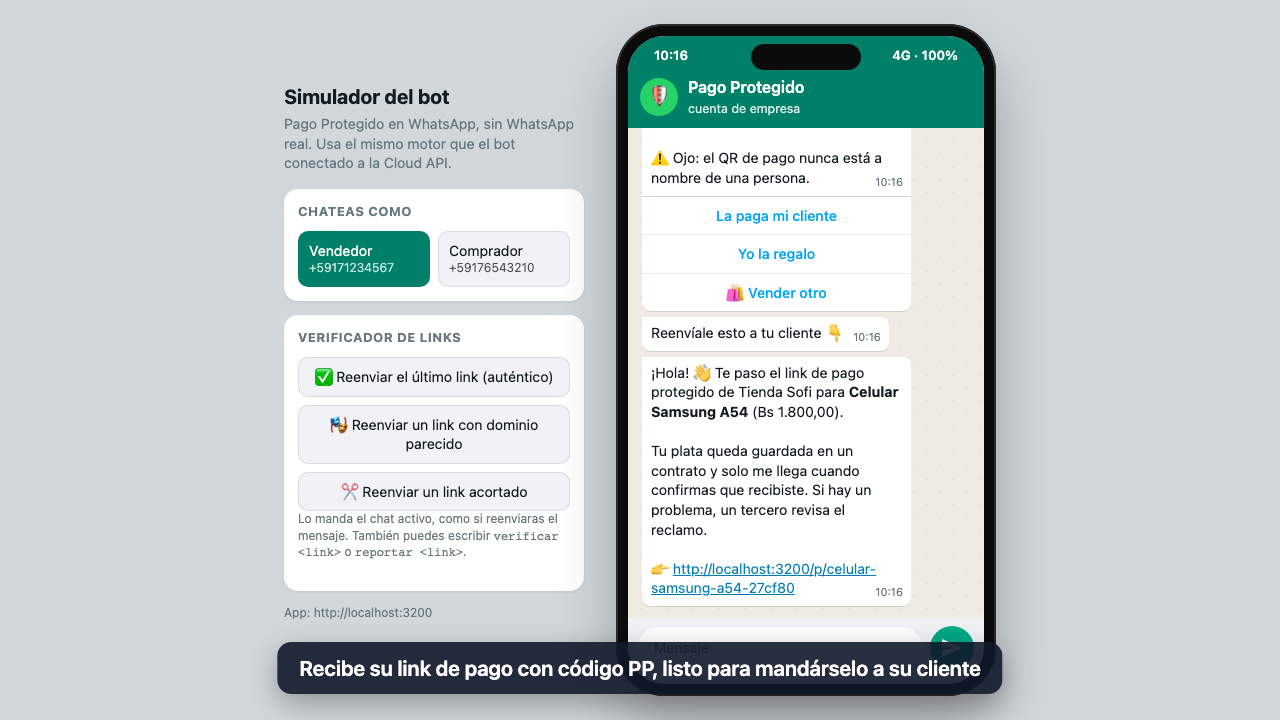 Simulador del bot
Pago Protegido en WhatsApp, sin WhatsApp
real. Usa el mismo motor que el bot
conectado a la Cloud API.
CHATEAS COMO
Vendedor
+59171234567
Comprador
+59176543210
VERIFICADOR DE LINKS
✅ Reenviar el último link (auténtico)
🎭 Reenviar un link con dominio
parecido
✂️ Reenviar un link acortado
Lo manda el chat activo, como si reenviaras el
mensaje. También puedes escribir verificar
<link> o reportar <link>.
App: http://localhost:3200
10:16
4G · 100%
Pago Protegido
cuenta de empresa
⚠️ Ojo: el QR de pago nunca está a
nombre de una persona.
10:16
La paga mi cliente
Yo la regalo
🛍️ Vender otro
Reenvíale esto a tu cliente 👇
10:16
¡Hola! 👋 Te paso el link de pago
protegido de Tienda Sofi para Celular
Samsung A54 (Bs 1.800,00).
Tu plata queda guardada en un
contrato y solo me llega cuando
confirmas que recibiste. Si hay un
problema, un tercero revisa el
reclamo.
👉 http://localhost:3200/p/celular-
samsung-a54-27cf80
10:16
Mensaje
Recibe su link de pago con código PP, listo para mandárselo a su cliente